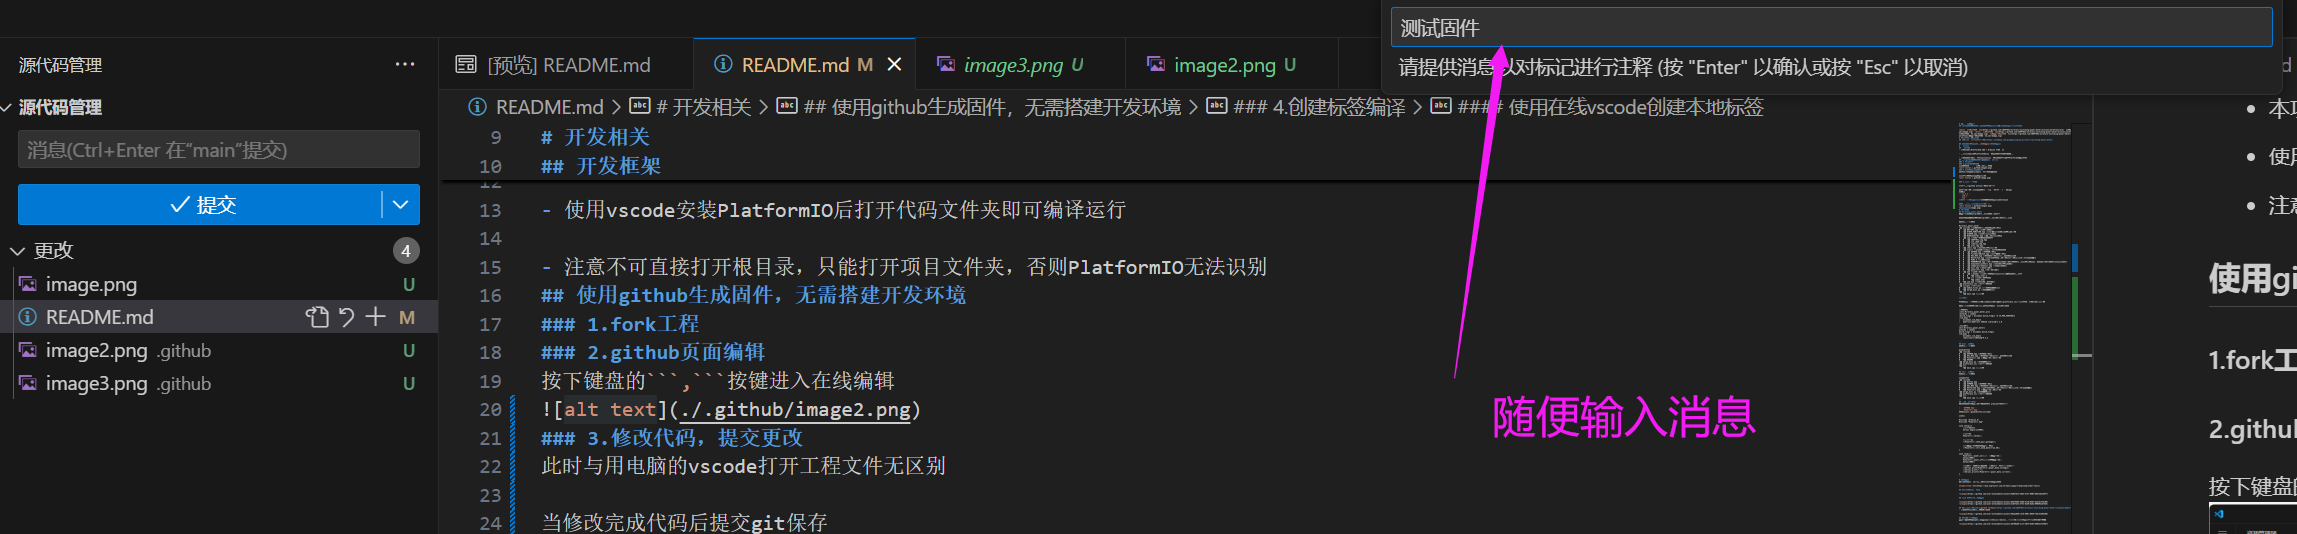 测试固件
请提供消息以对标记进行注释 (按 "Enter" 以确认或按 "Esc" 以取消)
源代码管理 ···
[预览] README.md
README.md M
image3.png U
image2.png U
源代码管理
README.md > # 开发相关 > ## 使用github生成固件，无需搭建开发环境 > ### 4.创建标签编译 > #### 使用在线vscode创建本地标签
消息(Ctrl+Enter 在"main"提交)
提交
更改 4
image.png U
README.md M
image2.png .github U
image3.png .github U
9 # 开发相关
10 ## 开发框架
12
13 - 使用vscode安装PlatformIO后打开代码文件夹即可编译运行
14
15 - 注意不可直接打开根目录，只能打开项目文件夹，否则PlatformIO无法识别
16 ## 使用github生成固件，无需搭建开发环境
17 ### 1.fork工程
18 ### 2.github页面编辑
19 按下键盘的```,```按键进入在线编辑
20 ![alt text](./.github/image2.png)
21 ### 3.修改代码，提交更改
22 此时与用电脑的vscode打开工程文件无区别
23
24 当修改完成代码后提交git保存
随便输入消息
本项
使用
注意
使用gi
1.fork工
2.github
按下键盘的